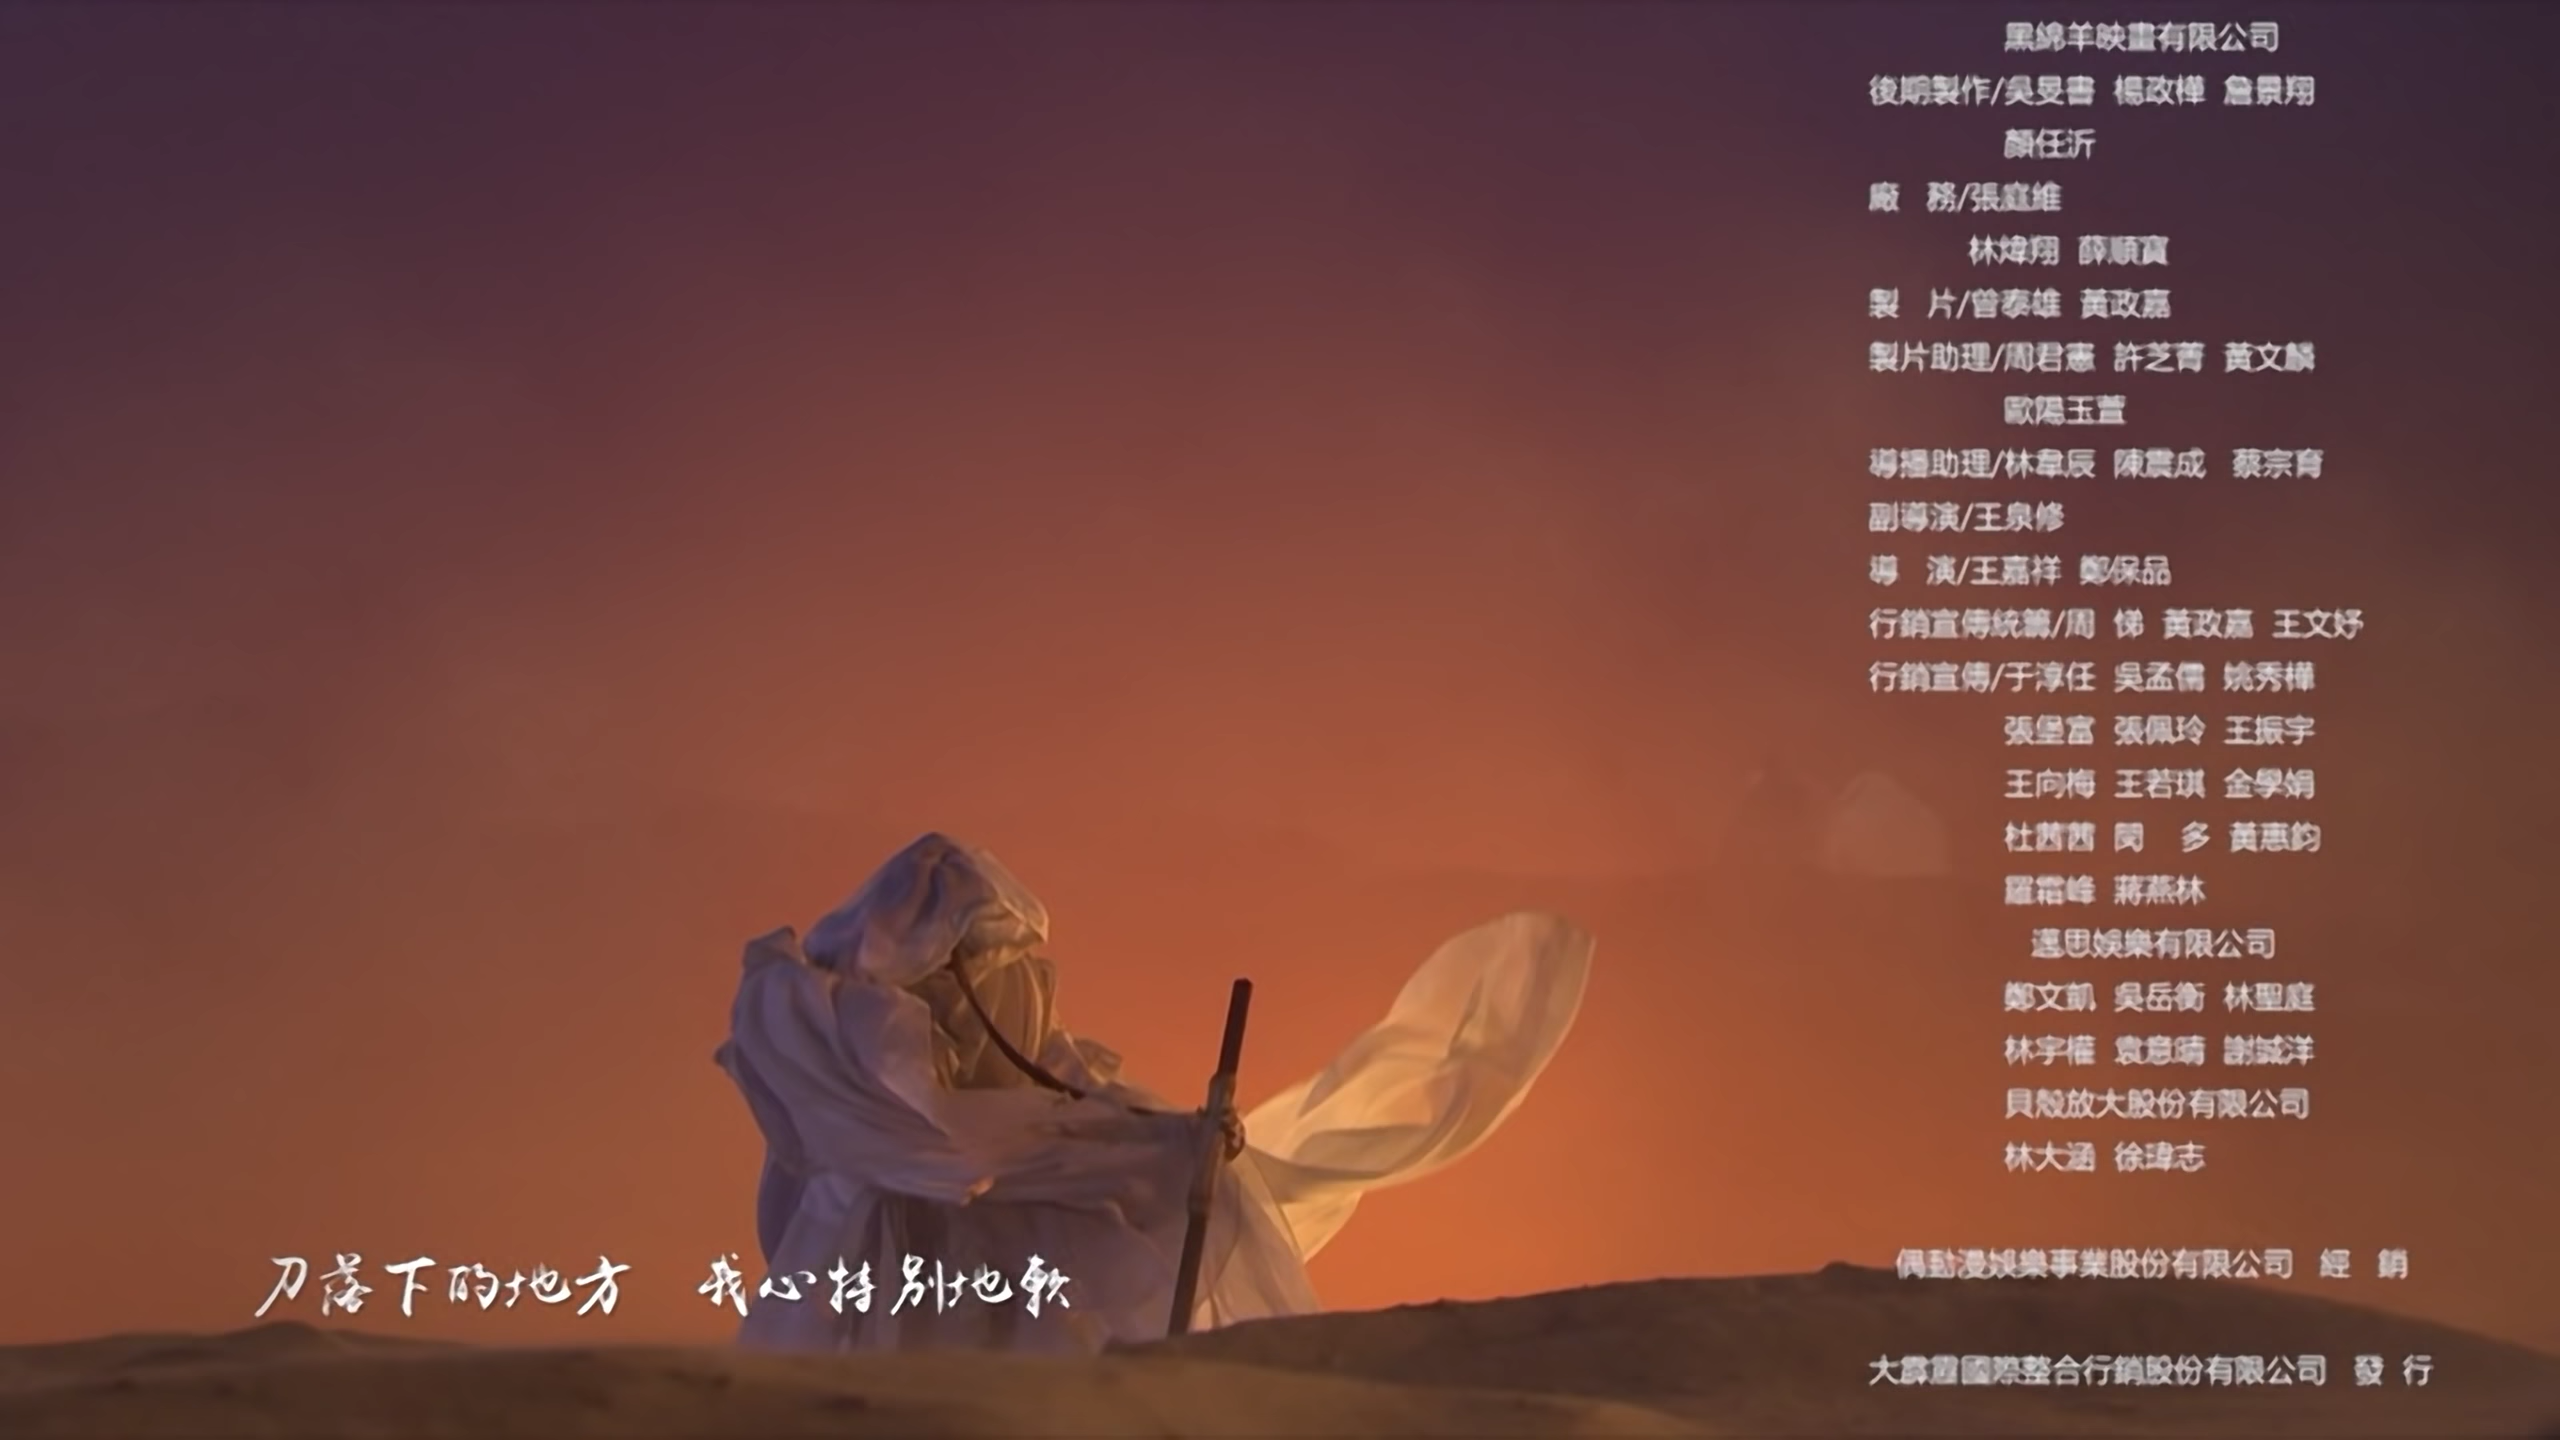 黑綿羊映畫有限公司
後期製作/吳旻書 楊政樺 詹景翔
顏任沂
廠 務/張庭維
林煒翔 薛順寶
製 片/曾泰雄 黃政嘉
製片助理/周君憲 許芝菁 黃文麟
歐陽玉萱
導播助理/林韋辰 陳震成 蔡宗育
副導演/王泉修
導 演/王嘉祥 鄭保品
行銷宣傳統籌/周 悌 黃政嘉 王文妤
行銷宣傳/于淳任 吳孟儒 姚秀樺
張堡富 張佩玲 王振宇
王向梅 王若琪 金學娟
杜茜茜 閔 多 黃惠鈞
羅霜峰 蔣燕林
邁思娛樂有限公司
鄭文凱 吳岳衡 林聖庭
林宇權 袁意晴 謝誠洋
貝殼放大股份有限公司
林大涵 徐瑋志
偶動漫娛樂事業股份有限公司 經 銷
大霹靂國際整合行銷股份有限公司 發 行
刀落下的地方 我心特別地軟